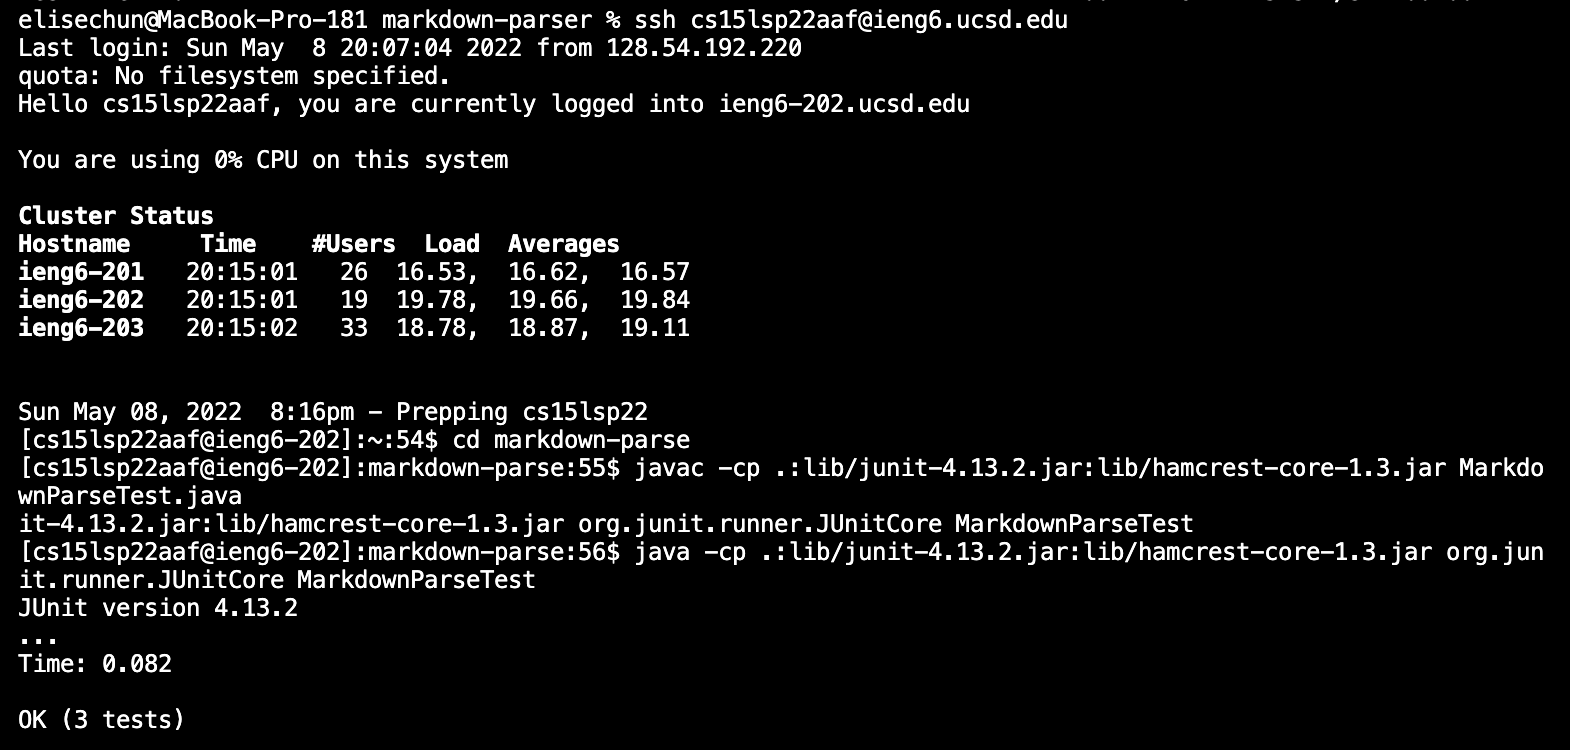 elisechun@MacBook-Pro-181 markdown-parser % ssh cs15lsp22aaf@ieng6.ucsd.edu
Last login: Sun May  8 20:07:04 2022 from 128.54.192.220
quota: No filesystem specified.
Hello cs15lsp22aaf, you are currently logged into ieng6-202.ucsd.edu

You are using 0% CPU on this system

Cluster Status
Hostname     Time    #Users  Load  Averages
ieng6-201   20:15:01   26  16.53,  16.62,  16.57
ieng6-202   20:15:01   19  19.78,  19.66,  19.84
ieng6-203   20:15:02   33  18.78,  18.87,  19.11

Sun May 08, 2022  8:16pm - Prepping cs15lsp22
[cs15lsp22aaf@ieng6-202]:~:54$ cd markdown-parse
[cs15lsp22aaf@ieng6-202]:markdown-parse:55$ javac -cp .:lib/junit-4.13.2.jar:lib/hamcrest-core-1.3.jar Markdo
wnParseTest.java
it-4.13.2.jar:lib/hamcrest-core-1.3.jar org.junit.runner.JUnitCore MarkdownParseTest
[cs15lsp22aaf@ieng6-202]:markdown-parse:56$ java -cp .:lib/junit-4.13.2.jar:lib/hamcrest-core-1.3.jar org.jun
it.runner.JUnitCore MarkdownParseTest
JUnit version 4.13.2
...
Time: 0.082

OK (3 tests)